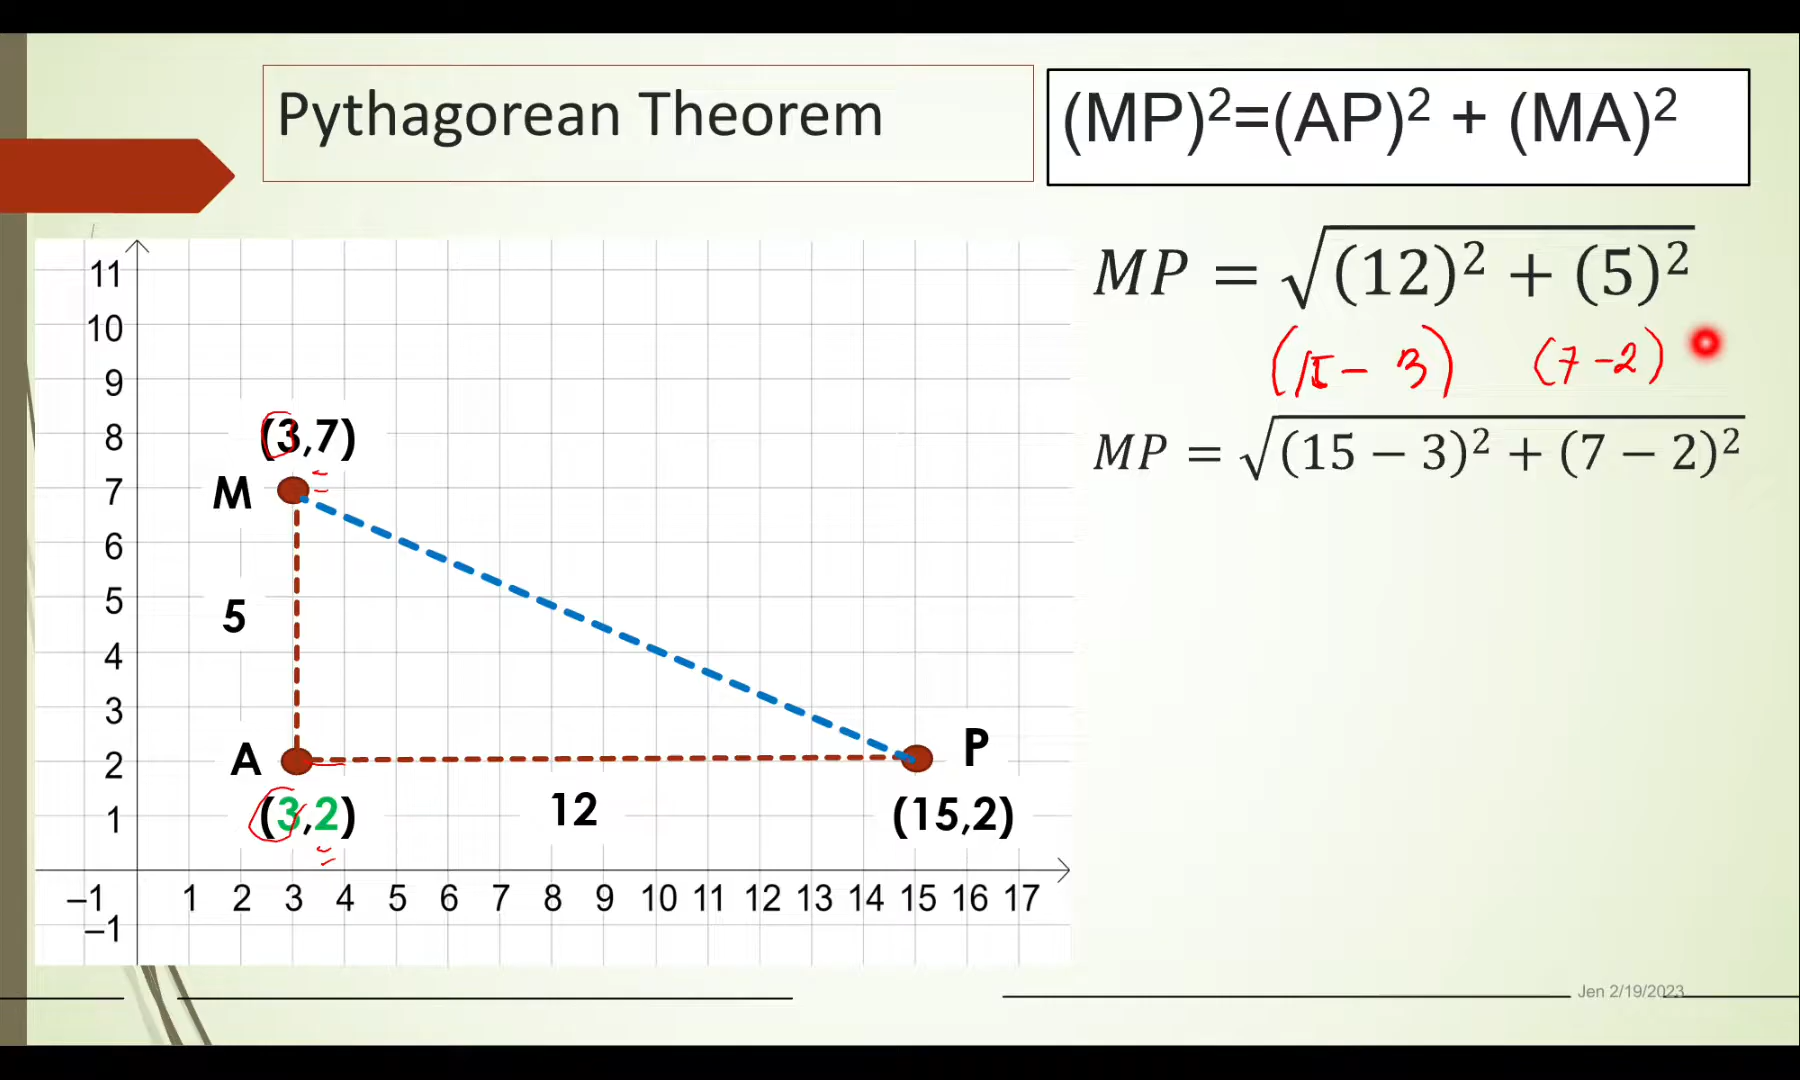 Pythagorean Theorem
(MP)²=(AP)² + (MA)²
MP = √(12)² + (5)²
(15 − 3) (7 − 2)
MP = √(15 − 3)² + (7 − 2)²
11
10
9
8
7
6
5
4
3
2
1
−1
(3,7)
M
5
A
(3,2)
12
P
(15,2)
−1 1 2 3 4 5 6 7 8 9 10 11 12 13 14 15 16 17
Jen 2/19/2023